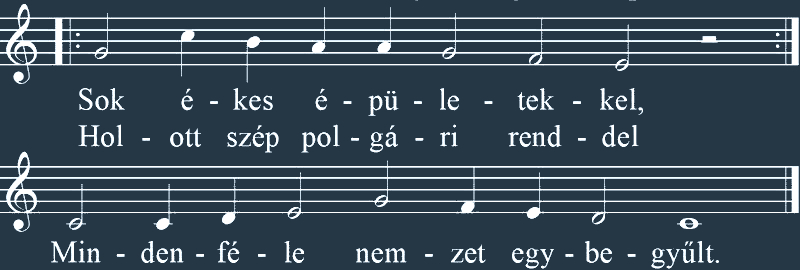 Sok é - kes é - pü - le - tek - kel,
Hol - ott szép pol - gá - ri rend - del
Min - den - fé - le nem - zet egy - be - gyűlt.